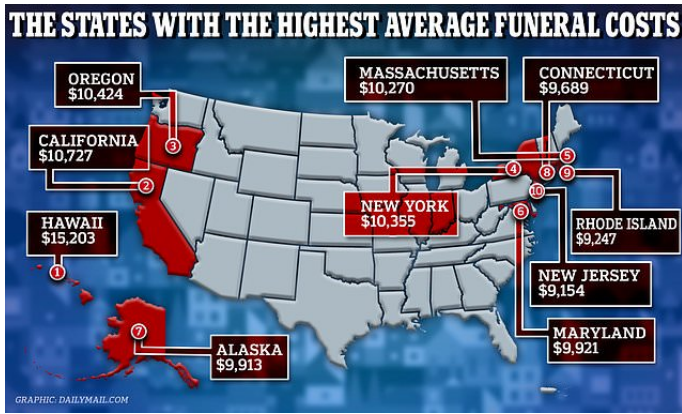 THE STATES WITH THE HIGHEST AVERAGE FUNERAL COSTS
OREGON
$10,424
MASSACHUSETTS
$10,270
CONNECTICUT
$9,689
CALIFORNIA
$10,727
3
2
4
5
8
9
10
6
NEW YORK
$10,355
HAWAII
$15,203
1
RHODE ISLAND
$9,247
NEW JERSEY
$9,154
7
ALASKA
$9,913
MARYLAND
$9,921
GRAPHIC: DAILYMAIL.COM